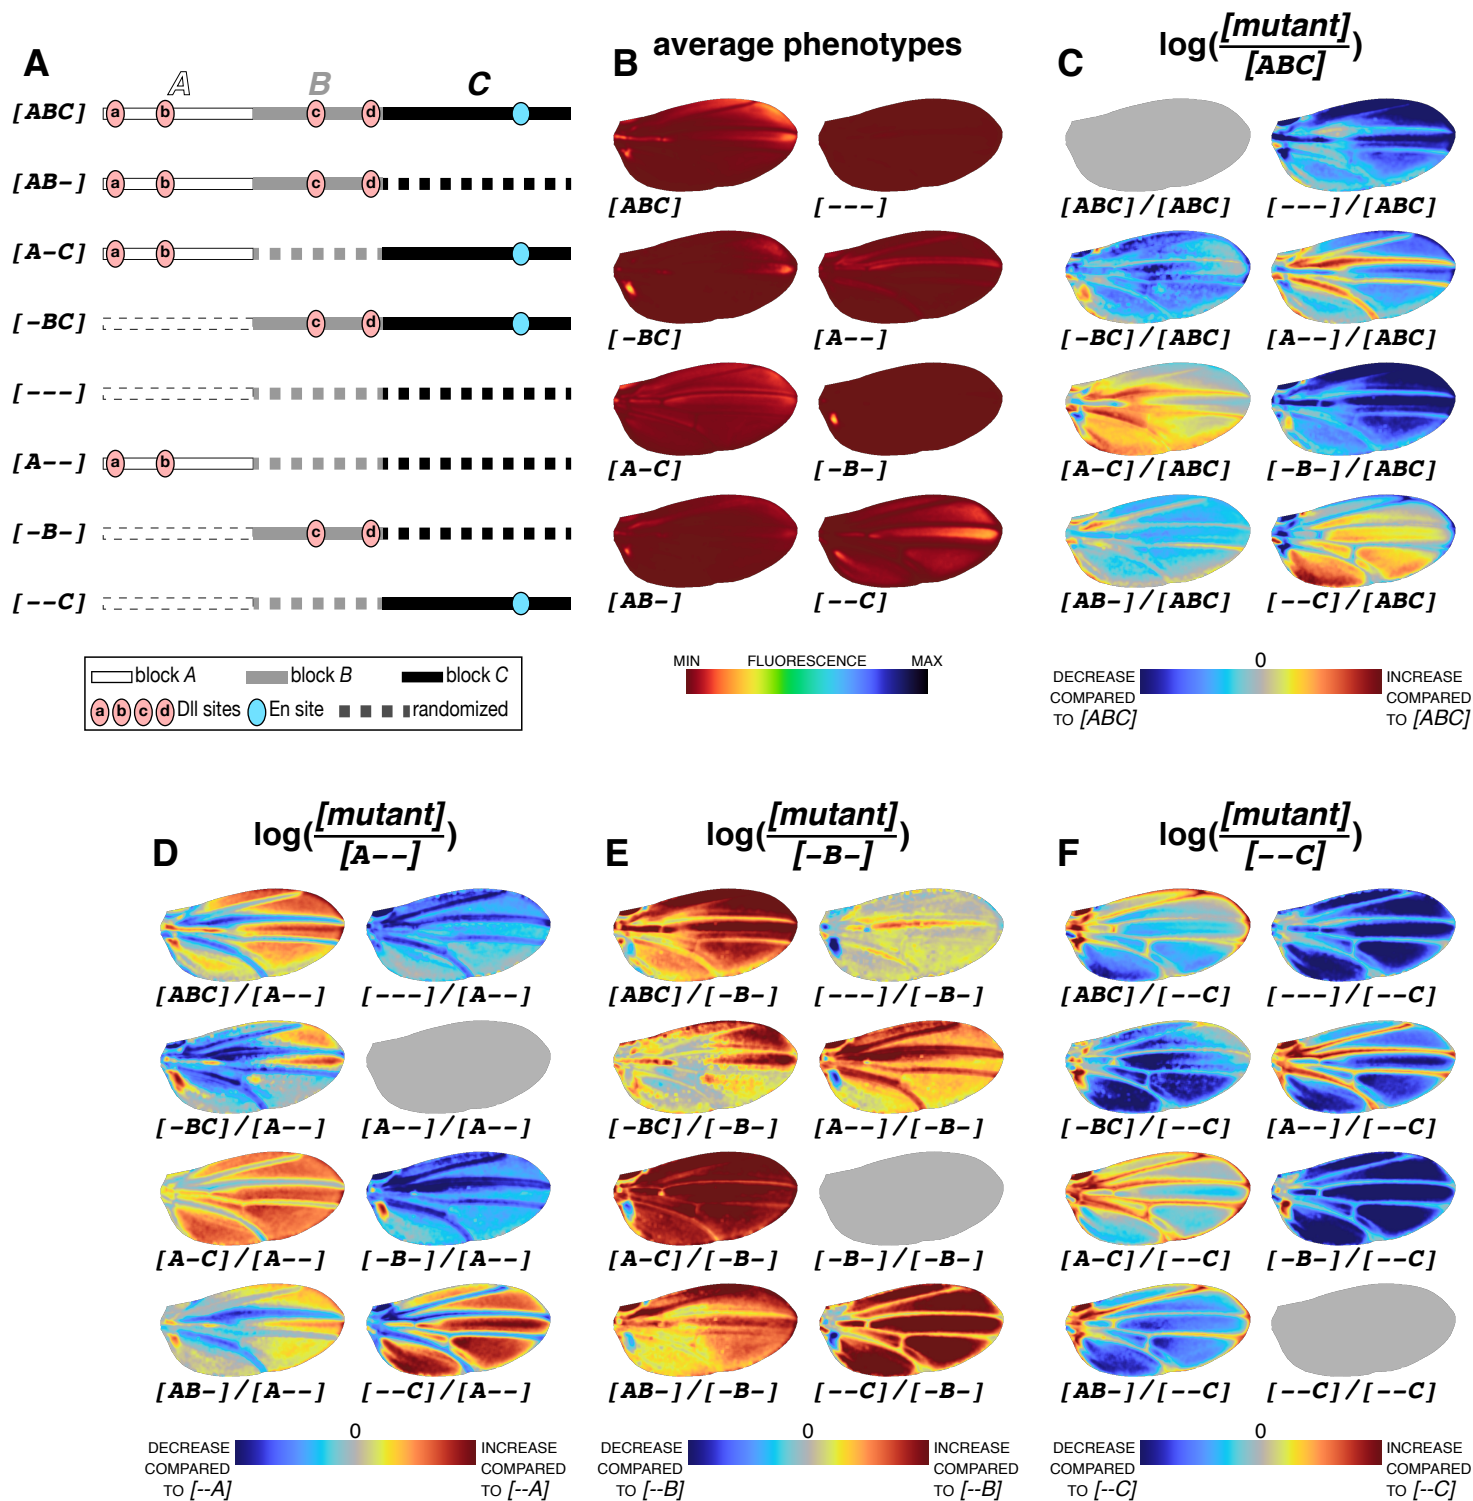 A
A
B
C
[ABC] a b c d
[AB-] a b c d
[A-C] a b
[-BC] c d
[---]
[A--] a b
[-B-] c d
[--C]
block A block B block C
a b c d Dll sites En site randomized
B average phenotypes
[ABC] [---]
[-BC] [A--]
[A-C] [-B-]
[AB-] [--C]
MIN FLUORESCENCE MAX
C log([mutant]/[ABC])
[ABC]/[ABC] [---]/[ABC]
[-BC]/[ABC] [A--]/[ABC]
[A-C]/[ABC] [-B-]/[ABC]
[AB-]/[ABC] [--C]/[ABC]
0
DECREASE
COMPARED
TO [ABC]
INCREASE
COMPARED
TO [ABC]
D log([mutant]/[A--])
[ABC]/[A--] [---]/[A--]
[-BC]/[A--] [A--]/[A--]
[A-C]/[A--] [-B-]/[A--]
[AB-]/[A--] [--C]/[A--]
0
DECREASE
COMPARED
TO [--A]
INCREASE
COMPARED
TO [--A]
E log([mutant]/[-B-])
[ABC]/[-B-] [---]/[-B-]
[-BC]/[-B-] [A--]/[-B-]
[A-C]/[-B-] [-B-]/[-B-]
[AB-]/[-B-] [--C]/[-B-]
0
DECREASE
COMPARED
TO [--B]
INCREASE
COMPARED
TO [--B]
F log([mutant]/[--C])
[ABC]/[--C] [---]/[--C]
[-BC]/[--C] [A--]/[--C]
[A-C]/[--C] [-B-]/[--C]
[AB-]/[--C] [--C]/[--C]
0
DECREASE
COMPARED
TO [--C]
INCREASE
COMPARED
TO [--C]